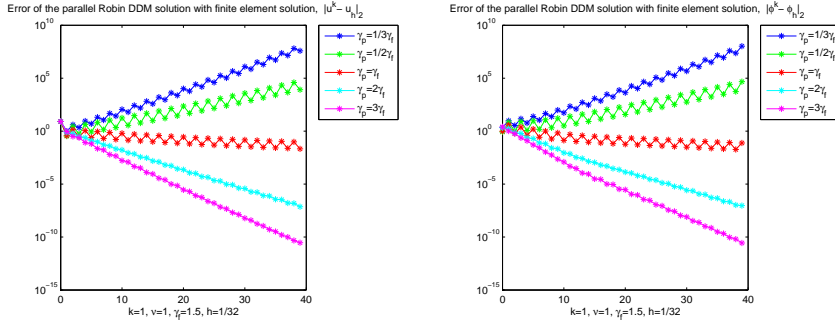 Error of the parallel Robin DDM solution with finite element solution, |u^k− u_h|_2
10^10
10^5
10^0
10^−5
10^−10
10^−15
0
10
20
30
40
k=1, ν=1, γ_f=1.5, h=1/32
γ_p=1/3γ_f
γ_p=1/2γ_f
γ_p=γ_f
γ_p=2γ_f
γ_p=3γ_f
Error of the parallel Robin DDM solution with finite element solution, |ϕ^k− ϕ_h|_2
10^10
10^5
10^0
10^−5
10^−10
10^−15
0
10
20
30
40
k=1, ν=1, γ_f=1.5, h=1/32
γ_p=1/3γ_f
γ_p=1/2γ_f
γ_p=γ_f
γ_=2γ_f
γ_p=3γ_f